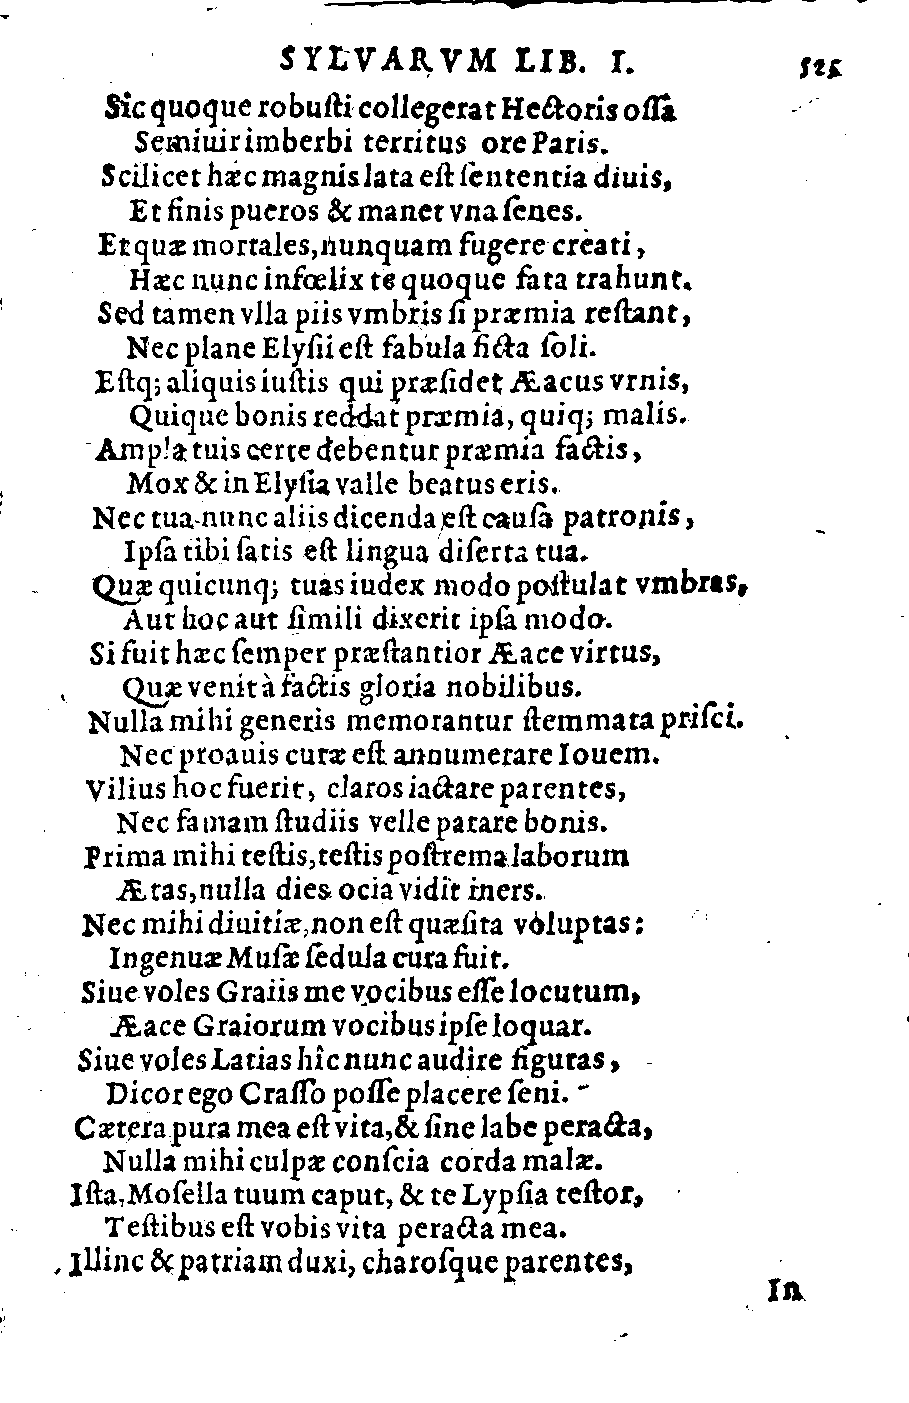 SYLVARVM LIB. I. 525
Sic quoque robusti collegerat Hectoris ossa
Semiuir imberbi territus ore Paris.
Scilicet hæc magnis lata est sententia diuis,
Et finis pueros & manet vna senes.
Et quæ mortales, nunquam fugere creati,
Hæc nunc infœlix te quoque fata trahunt.
Sed tamen vlla piis vmbris si præmia restant,
Nec plane Elysii est fabula ficta soli.
Estq; aliquis iustis qui præsidet Æacus vrnis,
Quique bonis reddat præmia, quiq; malis.
Ampla tuis certe debentur præmia factis,
Mox & in Elysia valle beatus eris.
Nec tua nunc aliis dicenda est causa patronis,
Ipsa tibi satis est lingua diserta tua.
Quæ quicunq; tuas iudex modo postulat vmbras,
Aut hoc aut simili dixerit ipsa modo.
Si fuit hæc semper præstantior Æace virtus,
Quæ venit à factis gloria nobilibus.
Nulla mihi generis memorantur stemmata prisci.
Nec proauis curæ est annumerare Iouem.
Vilius hoc fuerit, claros iactare parentes,
Nec famam studiis velle parare bonis.
Prima mihi testis, testis postrema laborum
Ætas, nulla dies ocia vidit iners.
Nec mihi diuitiæ, non est quæsita voluptas:
Ingenuæ Musæ sedula cura fuit.
Siue voles Graiis me vocibus esse locutum,
Æace Graiorum vocibus ipse loquar.
Siue voles Latias hîc nunc audire figuras,
Dicor ego Crasso posse placere seni.
Cætera pura mea est vita, & sine labe peracta,
Nulla mihi culpæ conscia corda malæ.
Ista, Mosella tuum caput, & te Lypsia testor,
Testibus est vobis vita peracta mea.
Illinc & patriam duxi, charosque parentes,
In